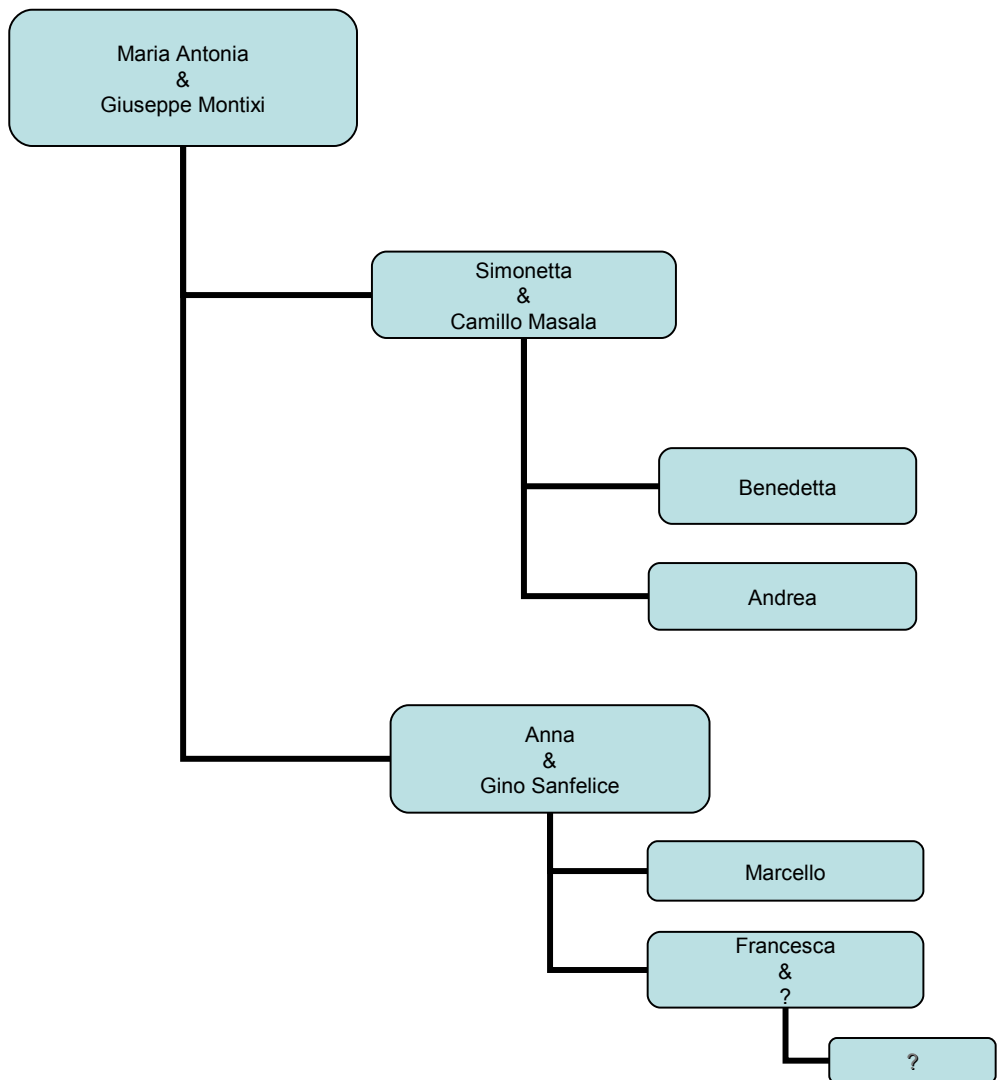 Maria Antonia
&
Giuseppe Montixi
Simonetta
&
Camillo Masala
Benedetta
Andrea
Anna
&
Gino Sanfelice
Marcello
Francesca
&
?
?